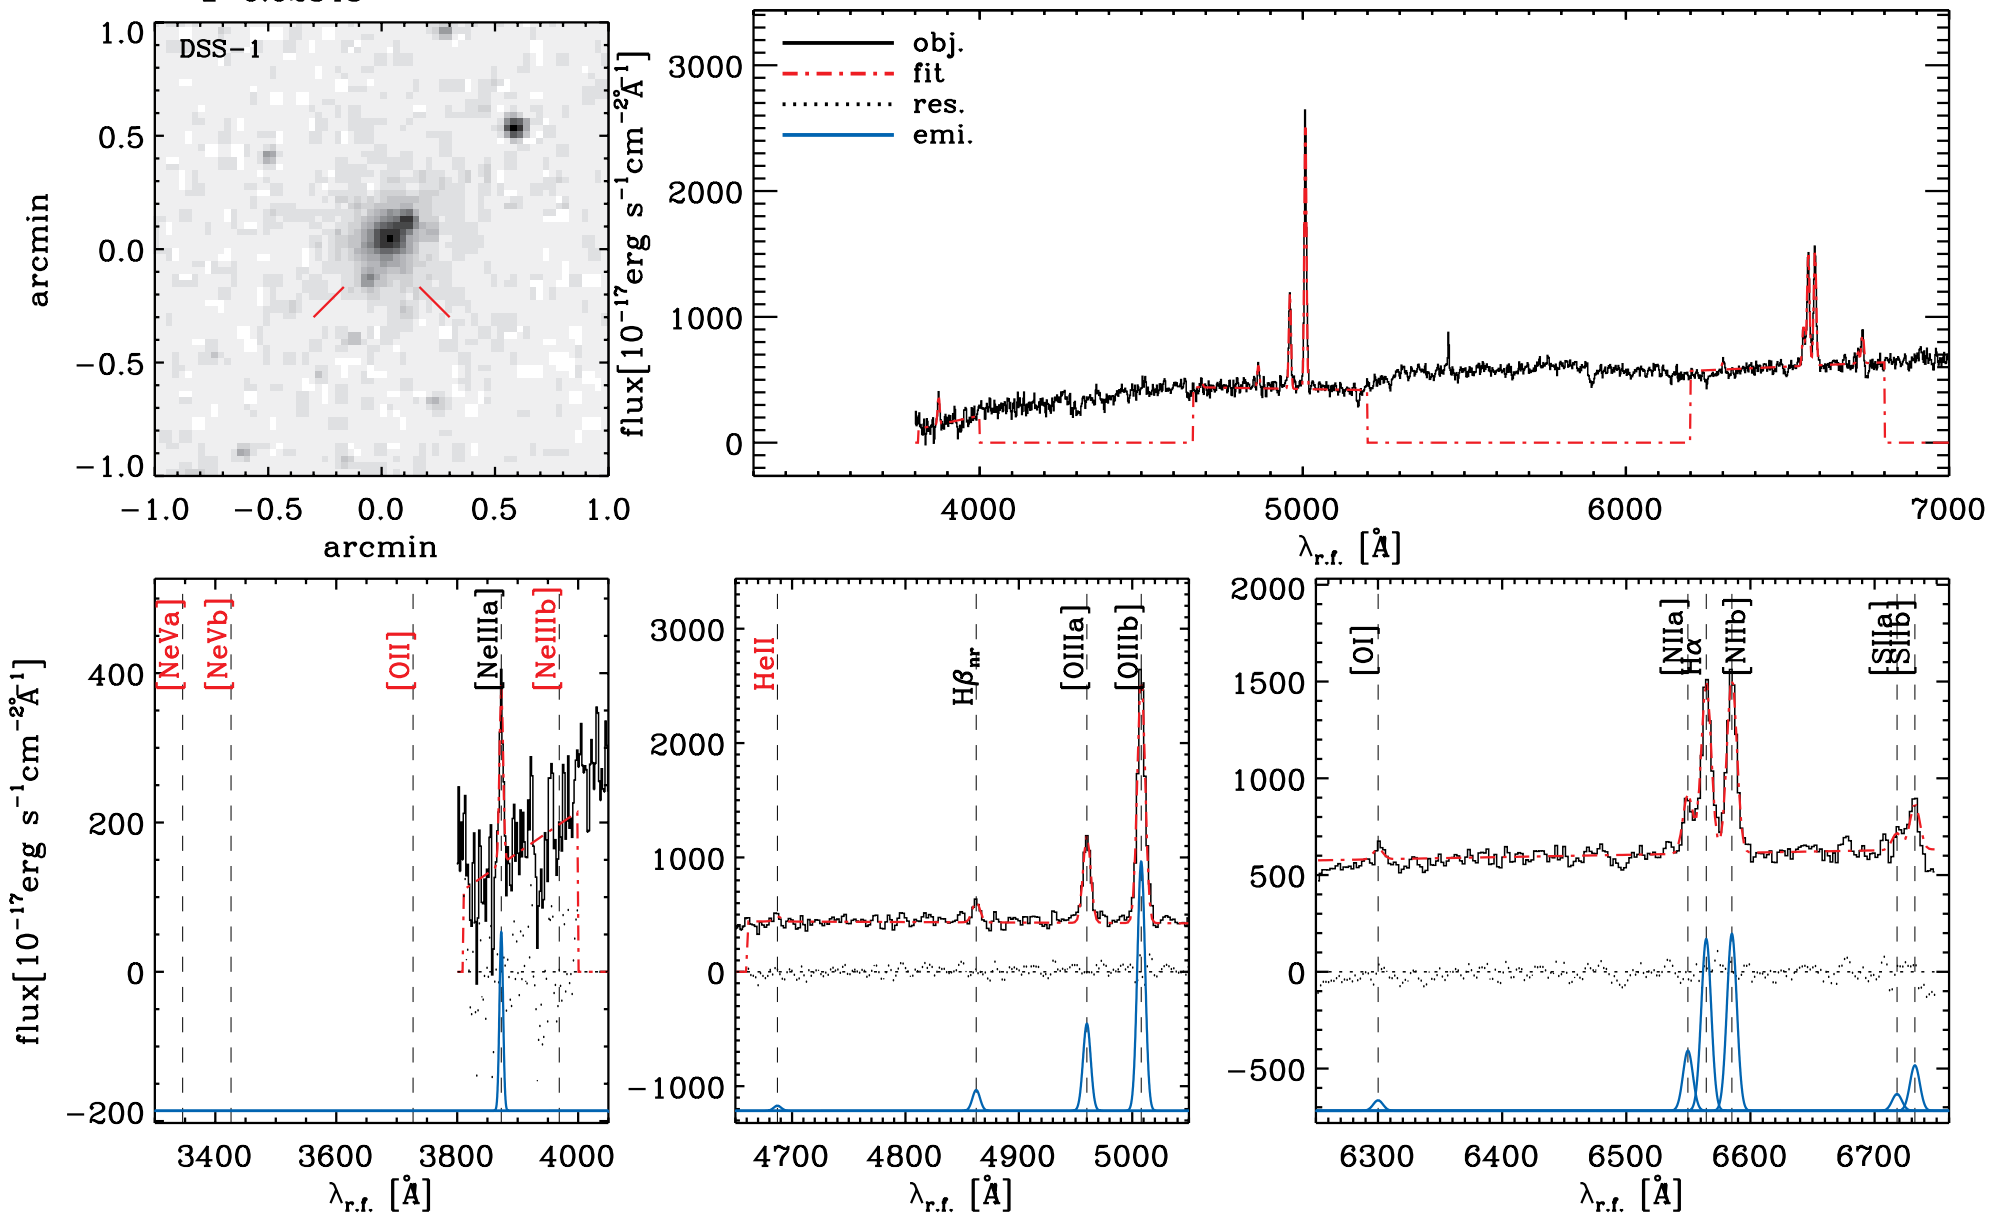 DSS-1
1.0
0.5
0.0
−0.5
−1.0
arcmin
−1.0 −0.5 0.0 0.5 1.0
arcmin
flux[10⁻¹⁷erg s⁻¹cm⁻²Å⁻¹]
obj.
fit
res.
emi.
3000
2000
1000
0
4000 5000 6000 7000
λr.f. [Å]
flux[10⁻¹⁷erg s⁻¹cm⁻²Å⁻¹]
400
200
0
−200
[NeVa]
[NeVb]
[OII]
[NeIIIa]
[NeIIIb]
3400 3600 3800 4000
λr.f. [Å]
3000
2000
1000
0
−1000
HeII
Hβnr
[OIIIa]
[OIIIb]
4700 4800 4900 5000
λr.f. [Å]
2000
1500
1000
500
0
−500
[OI]
[NIIa]
Hα
[NIIb]
[SIIa]
[SIIb]
6300 6400 6500 6600 6700
λr.f. [Å]